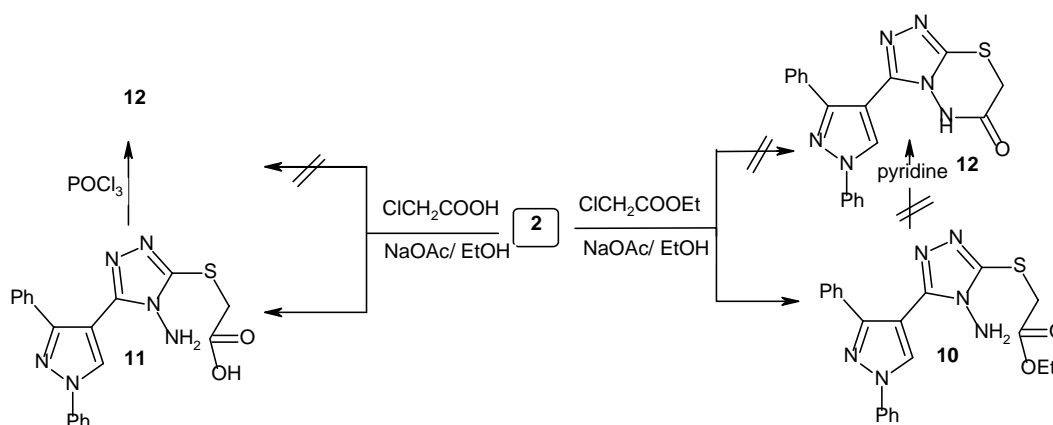 12
POCl3
N N
N
S
Ph
N
NH2
N
N
11
O
OH
Ph
ClCH2COOH
NaOAc/ EtOH
2
ClCH2COOEt
NaOAc/ EtOH
N N
S
N
Ph
N
H
O
N
N
Ph
12
pyridine
N N
S
N
Ph
NH2
O
OEt
N
N
10
Ph